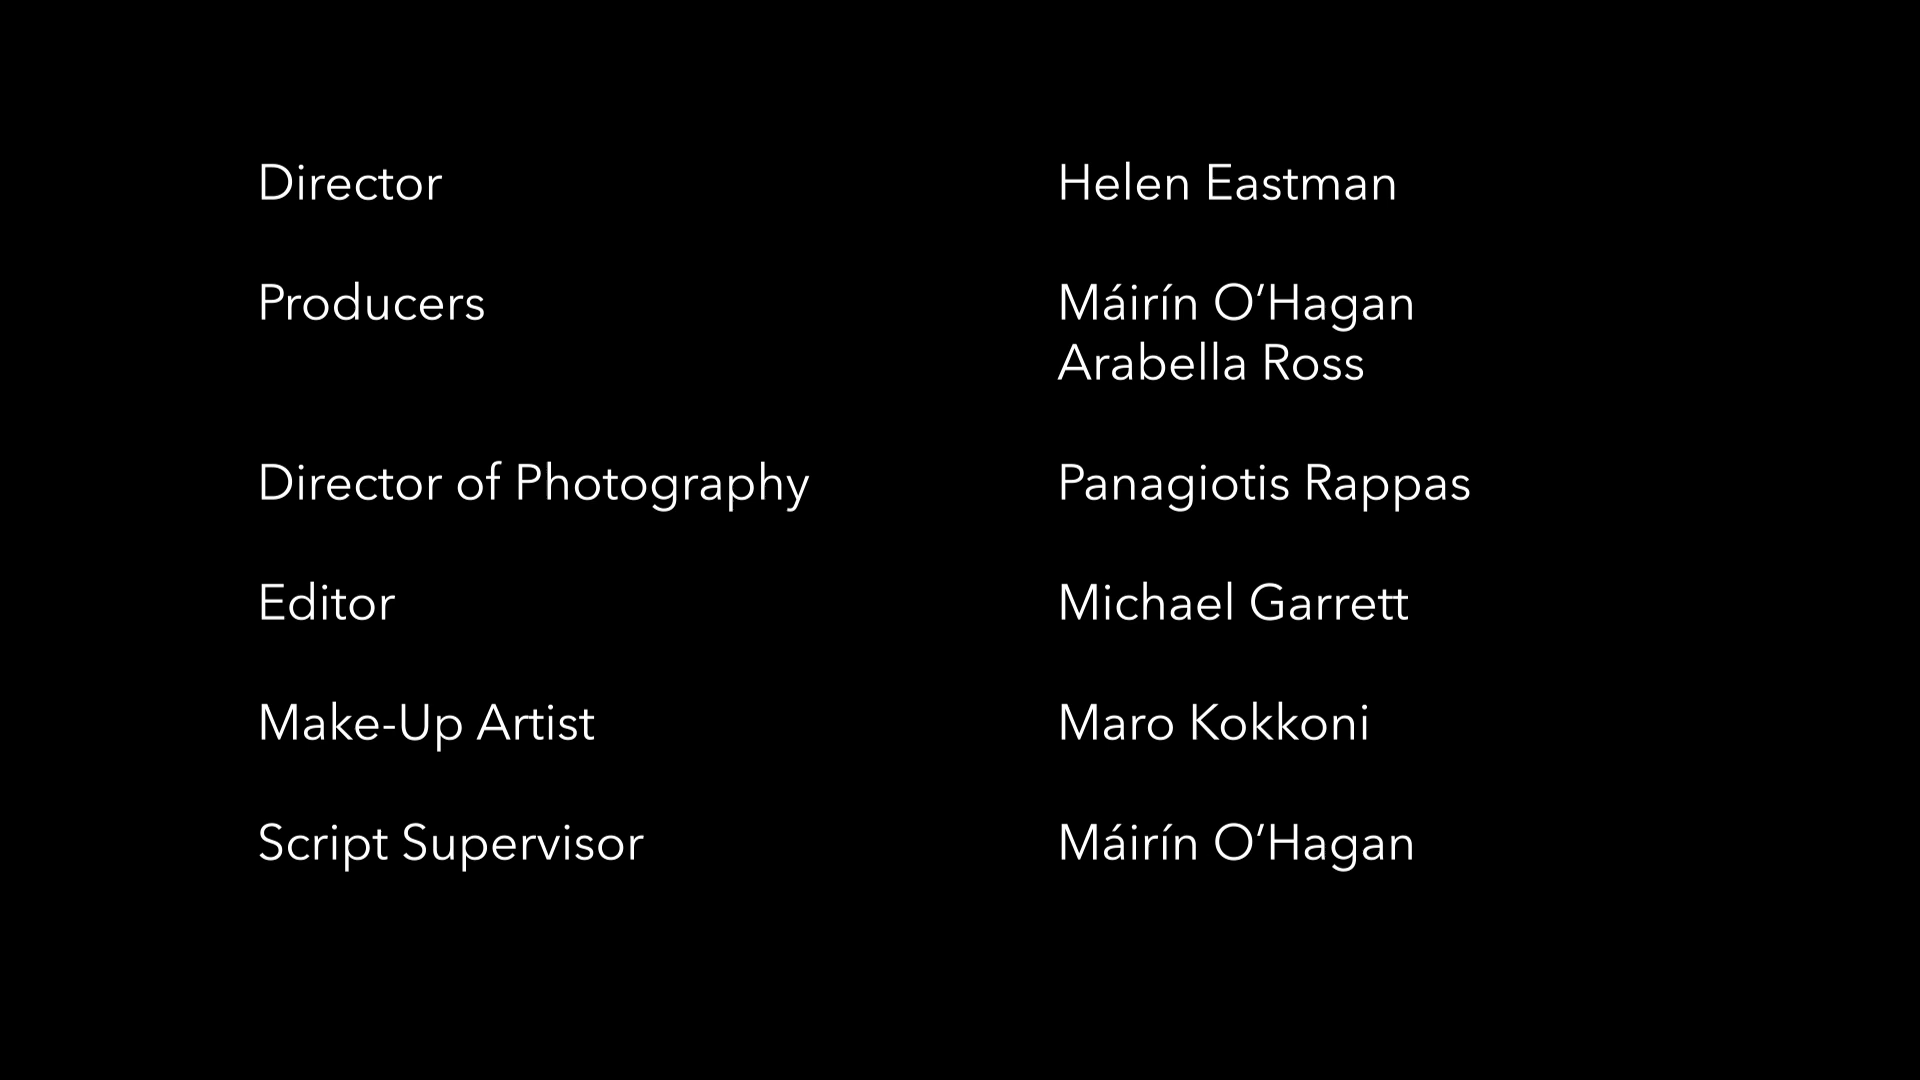 Director Helen Eastman
Producers Máirín O’Hagan
Arabella Ross
Director of Photography Panagiotis Rappas
Editor Michael Garrett
Make-Up Artist Maro Kokkoni
Script Supervisor Máirín O’Hagan